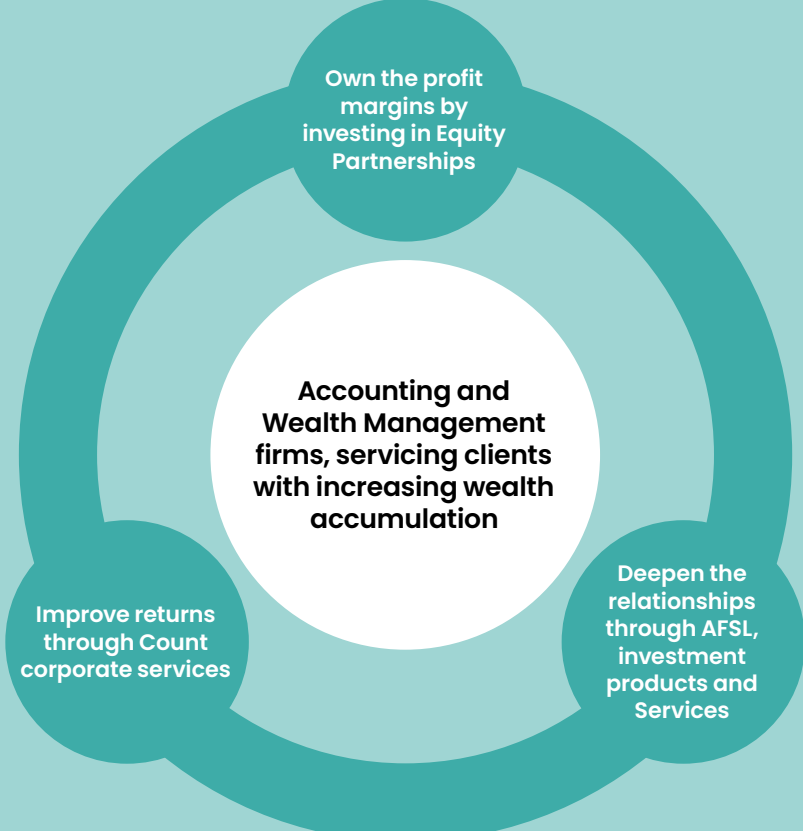 Own the profit
margins by
investing in Equity
Partnerships
Accounting and
Wealth Management
firms, servicing clients
with increasing wealth
accumulation
Improve returns
through Count
corporate services
Deepen the
relationships
through AFSL,
investment
products and
Services